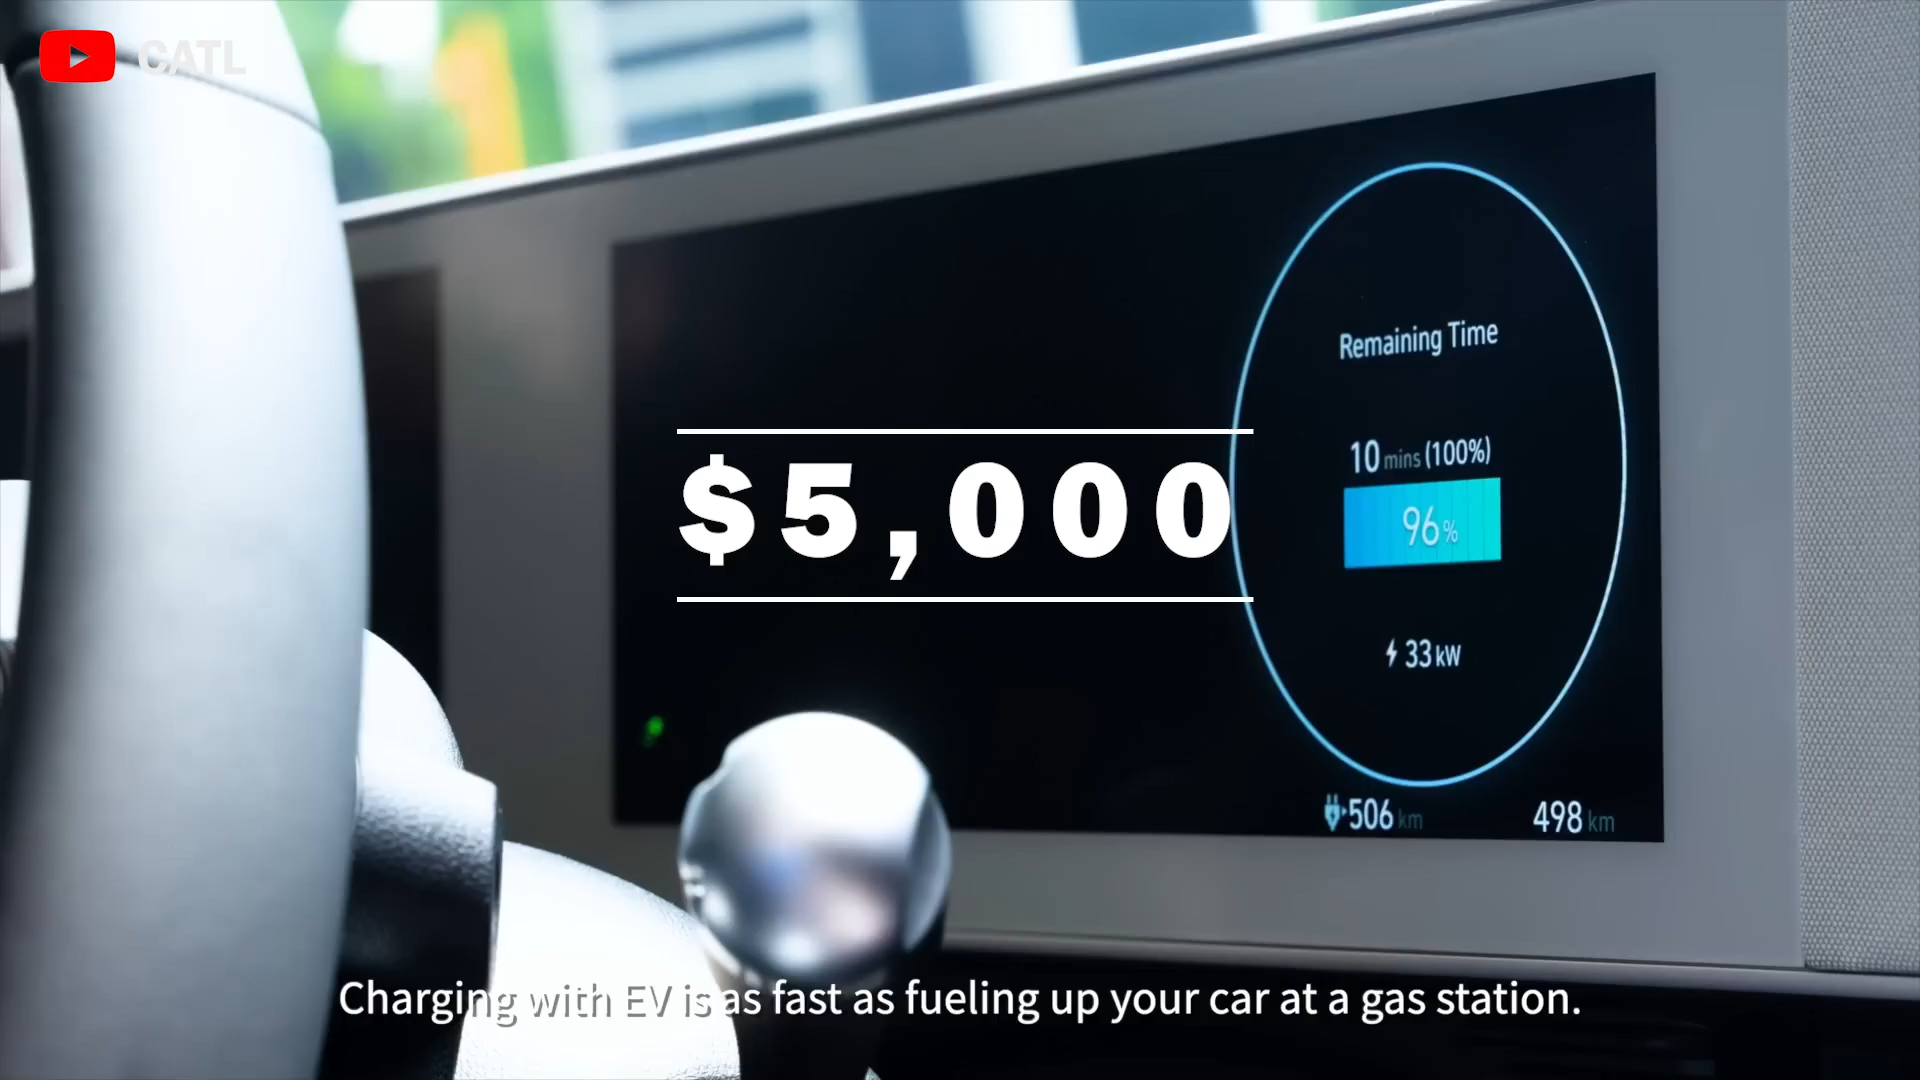 CATL
Remaining Time
10 mins (100%)
$5,000
96%
33 kW
506 km
498 km
Charging with EV is as fast as fueling up your car at a gas station.